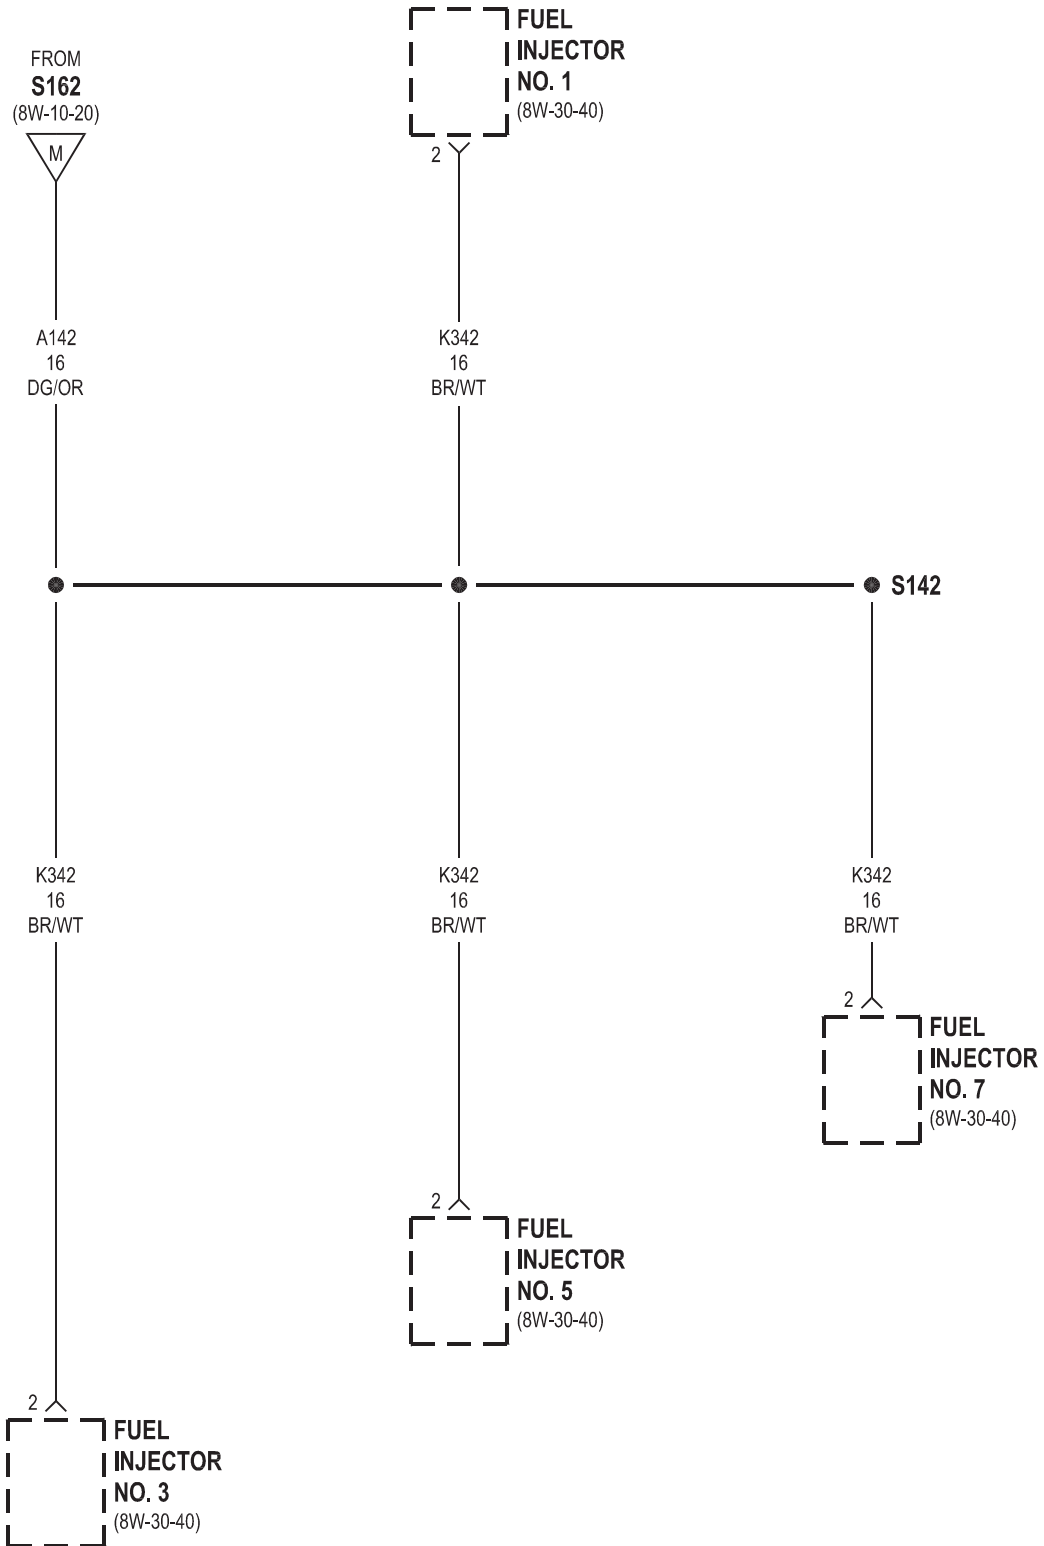 FUEL
INJECTOR
NO. 1
(8W-30-40)
2
FROM
S162
(8W-10-20)
M
A142
16
DG/OR
K342
16
BR/WT
S142
K342
16
BR/WT
K342
16
BR/WT
K342
16
BR/WT
2
FUEL
INJECTOR
NO. 7
(8W-30-40)
2
FUEL
INJECTOR
NO. 5
(8W-30-40)
2
FUEL
INJECTOR
NO. 3
(8W-30-40)